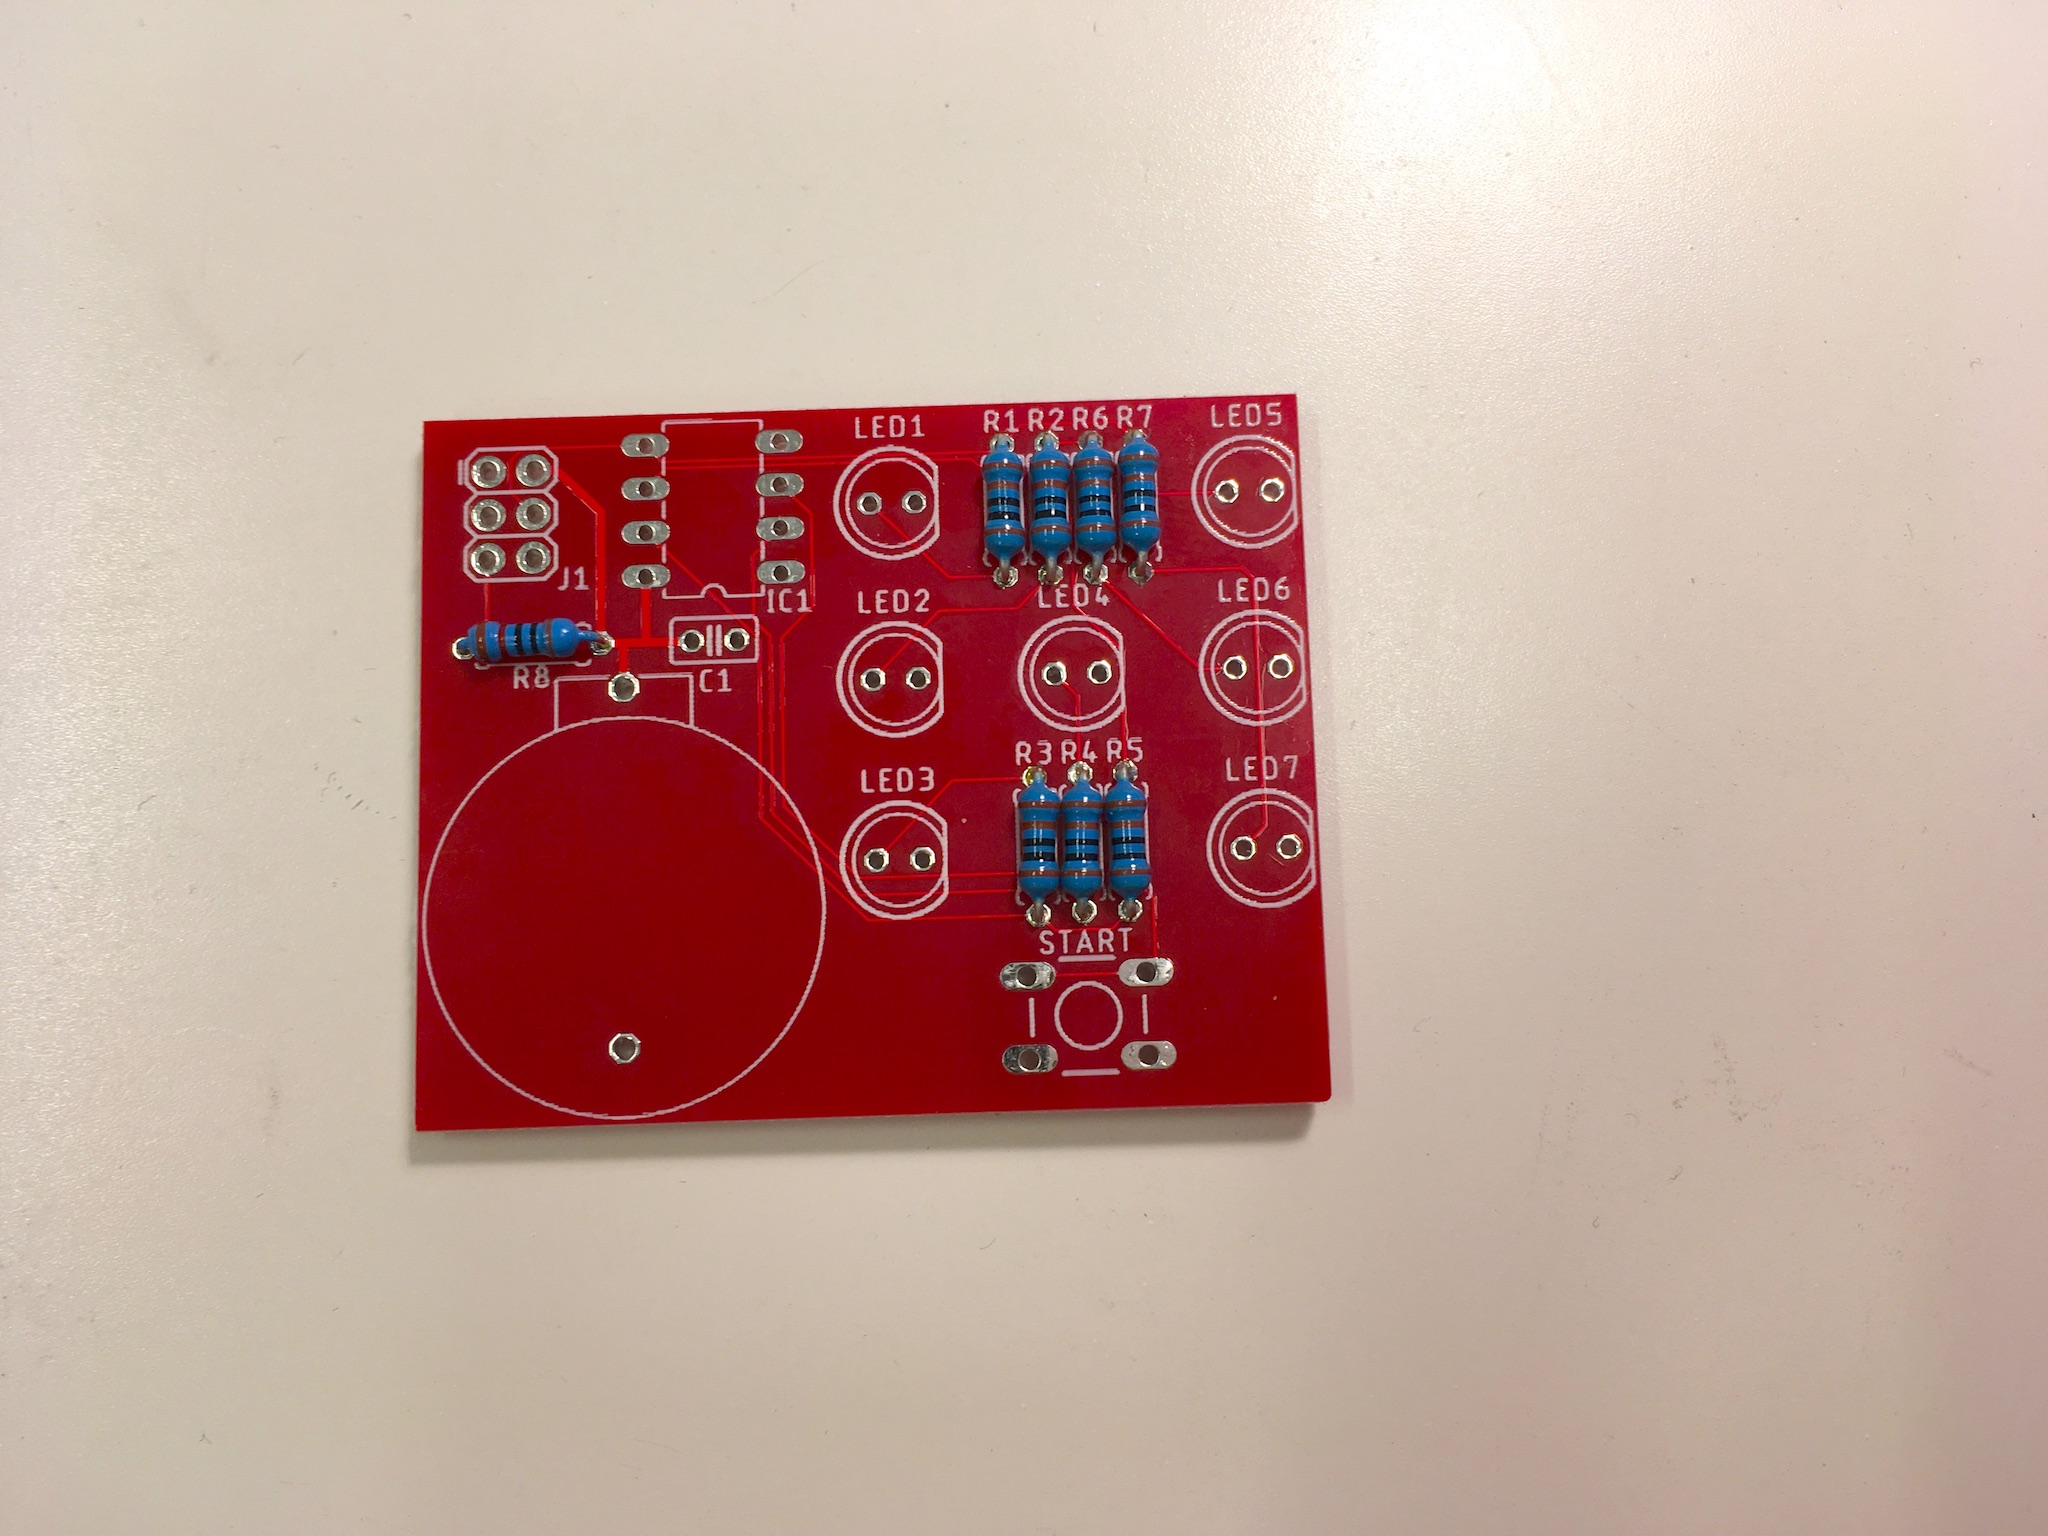 LED1
R1 R2 R6 R7
LED5
J1
IC1
LED2
LED4
LED6
R8
C1
R3 R4 R5
LED3
LED7
START